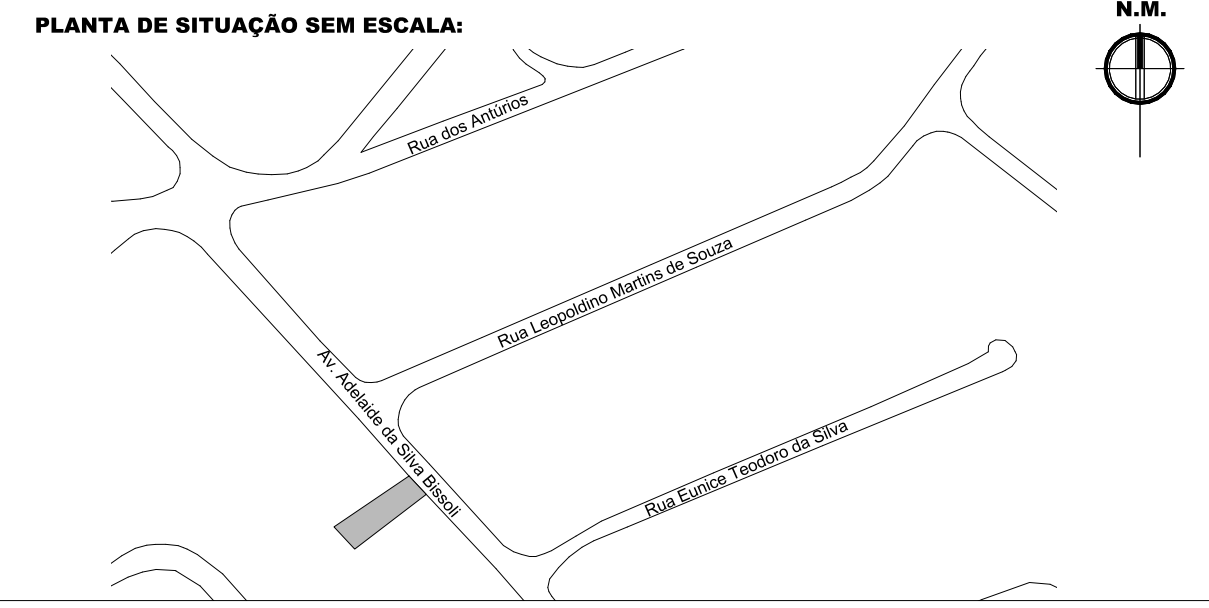 PLANTA DE SITUAÇÃO SEM ESCALA:
N.M.
Rua dos Antúrios
Rua Leopoldino Martins de Souza
Av. Adelaide da Silva Bissoli
Rua Eunice Teodoro da Silva